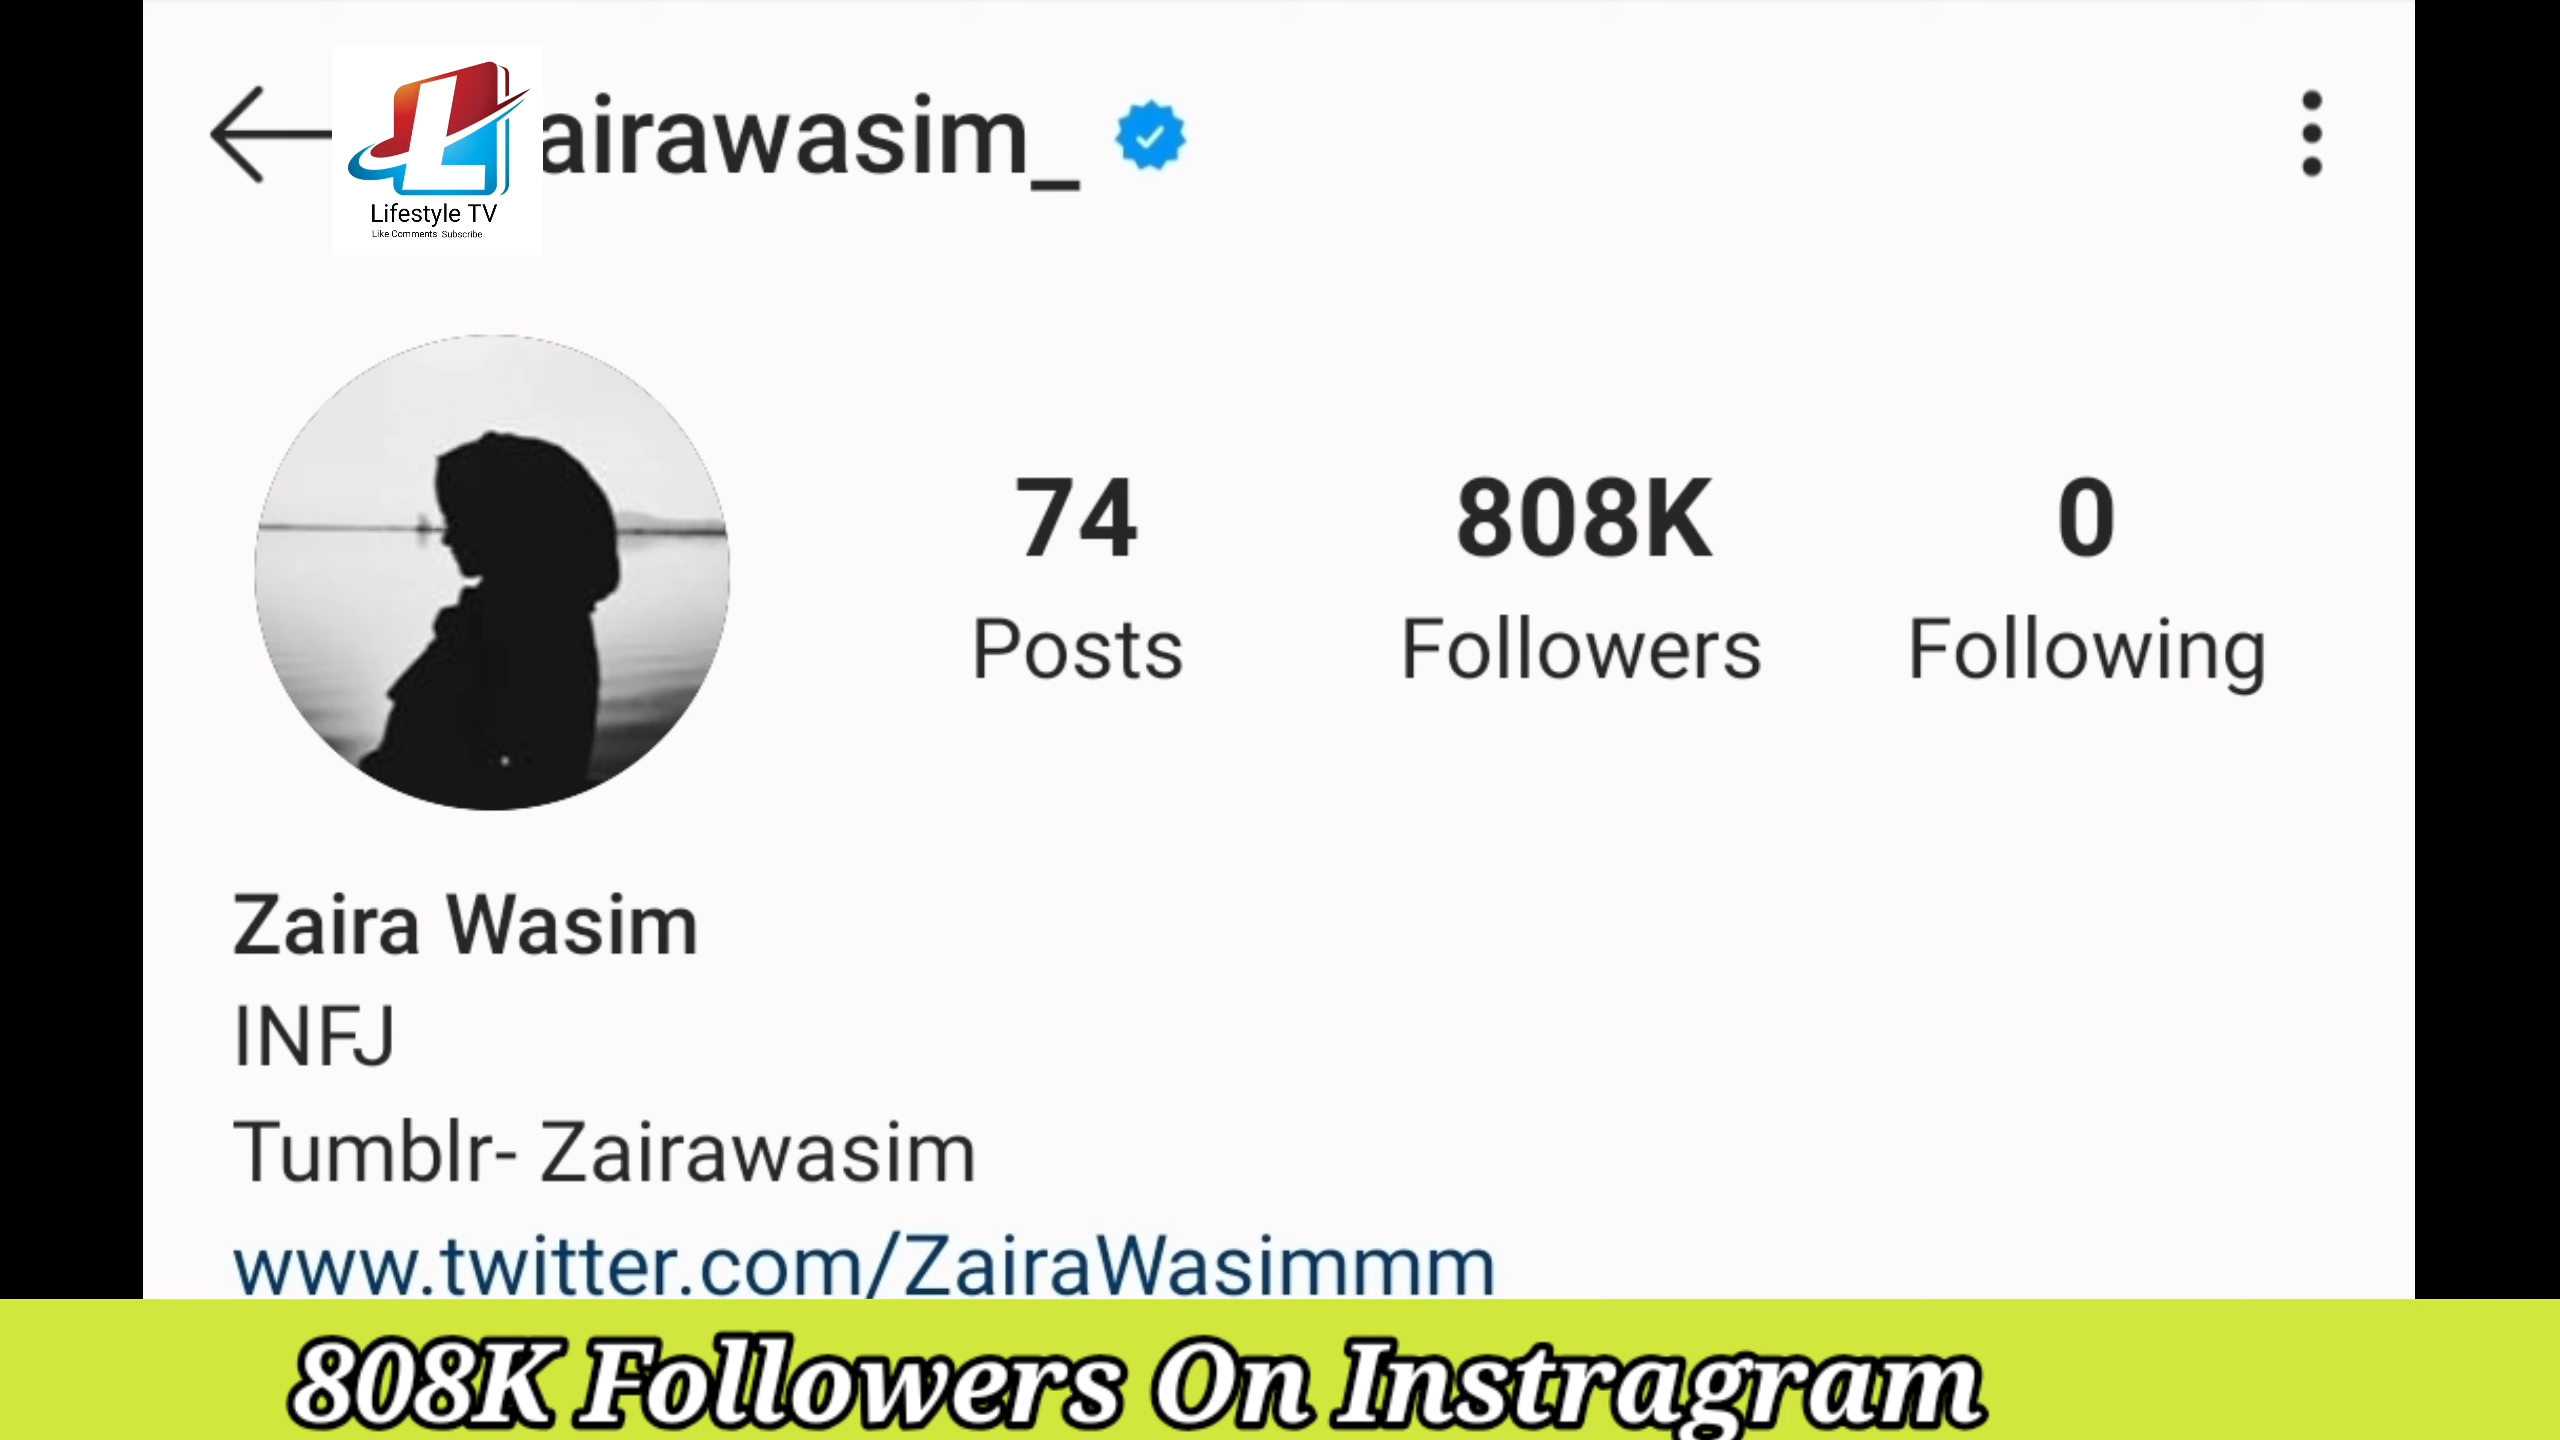 airawasim_
Lifestyle TV
Like Comments Subscribe
74
Posts
808K
Followers
0
Following
Zaira Wasim
INFJ
Tumblr- Zairawasim
www.twitter.com/ZairaWasimmm
808K Followers On Instragram